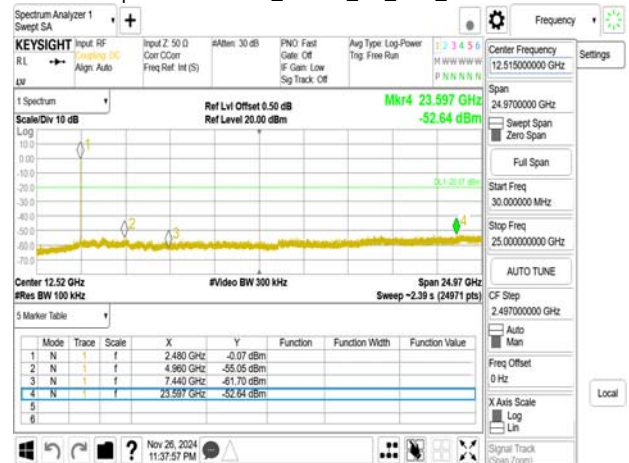 Spectrum Analyzer 1
Swept SA
Frequency
KEYSIGHT
Input: RF
Coupling: DC
Align: Auto
Input Z: 50 Ω
Corr CCorr
Freq Ref: Int (S)
#Atten: 30 dB
PNO: Fast
Gate: Off
IF Gain: Low
Sig Track: Off
Avg Type: Log-Power
Trig: Free Run
1 2 3 4 5 6
M W W W W W
P N N N N N
RL
LV
1 Spectrum
Scale/Div 10 dB
Ref Lvl Offset 0.50 dB
Ref Level 20.00 dBm
Mkr4 23.597 GHz
-52.64 dBm
Log
10.0
0.00
-10.0
-20.0
-30.0
-40.0
-50.0
-60.0
-70.0
1
2
3
4
DL1 -20.07 dBm
Center 12.52 GHz
#Video BW 300 kHz
Span 24.97 GHz
#Res BW 100 kHz
Sweep ~2.39 s (24971 pts)
5 Marker Table
Mode Trace Scale X Y Function Function Width Function Value
1 N 1 f 2.480 GHz -0.07 dBm
2 N 1 f 4.960 GHz -55.05 dBm
3 N 1 f 7.440 GHz -61.70 dBm
4 N 1 f 23.597 GHz -52.64 dBm
5
6
Nov 26, 2024
11:37:57 PM
Center Frequency
12.515000000 GHz
Settings
Span
24.9700000 GHz
Swept Span
Zero Span
Full Span
Start Freq
30.000000 MHz
Stop Freq
25.000000000 GHz
AUTO TUNE
CF Step
2.497000000 GHz
Auto
Man
Freq Offset
0 Hz
X Axis Scale
Log
Lin
Local
Signal Track
(Span Zoom)